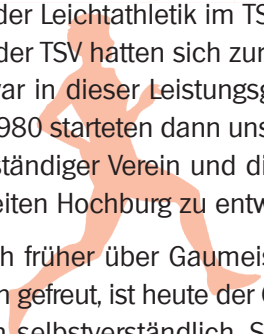 der Leichtathletik im TS
der TSV hatten sich zur
var in dieser Leistungsg
980 starteten dann uns
ständiger Verein und di
eiten Hochburg zu entw
h früher über Gaumeis
n gefreut, ist heute der
selbstverständlich. S